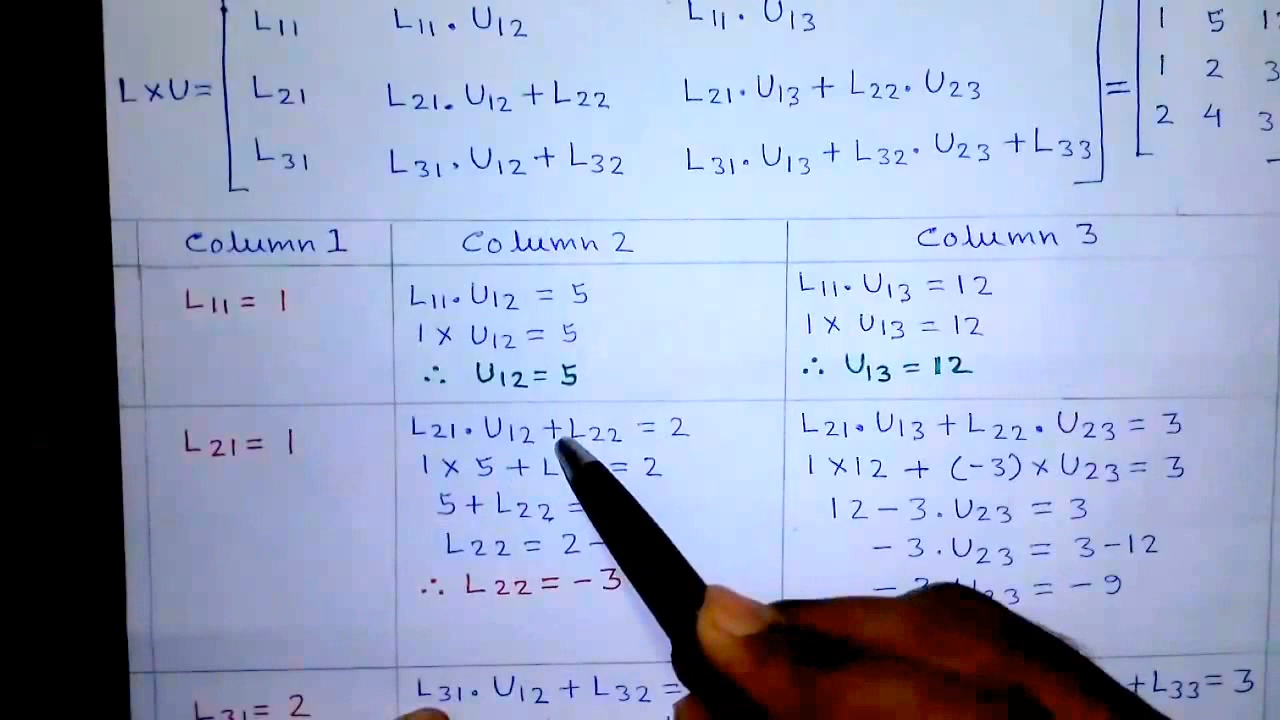 L11 L11 . U12 L11 . U13
L×U= L21 L21 . U12 + L22 L21 . U13 + L22 . U23 =
L31 L31 . U12 + L32 L31 . U13 + L32 . U23 + L33
1 5
1 2 3
2 4 3
Column 1 Column 2 Column 3
L11 = 1
L11 . U12 = 5
1 × U12 = 5
∴ U12 = 5
L11 . U13 = 12
1 × U13 = 12
∴ U13 = 12
L21 = 1
L21 . U12 + L22 = 2
1 × 5 + L = 2
5 + L22 =
L22 = 2 -
∴ L22 = -3
L21 . U13 + L22 . U23 = 3
1 × 12 + (-3) × U23 = 3
12 - 3 . U23 = 3
- 3 . U23 = 3 - 12
= - 9
L31 = 2
L31 . U12 + L32 =
+ L33 = 3